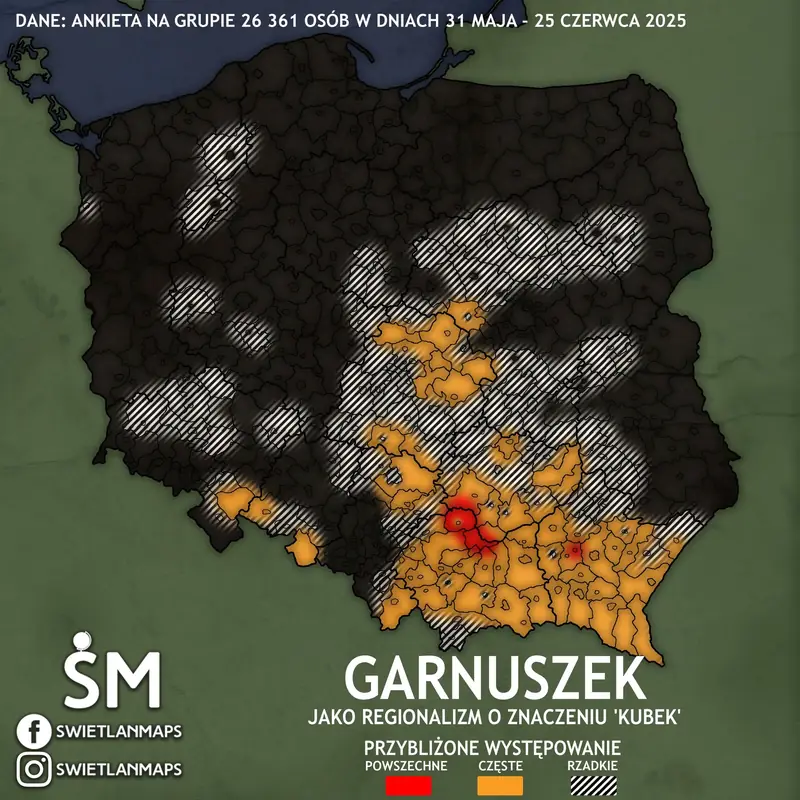 DANE: ANKIETA NA GRUPIE 26 361 OSÓB W DNIACH 31 MAJA - 25 CZERWCA 2025
ŚM
SWIETLANMAPS
SWIETLANMAPS
GARNUSZEK
JAKO REGIONALIZM O ZNACZENIU 'KUBEK'
PRZYBLIŻONE WYSTĘPOWANIE
POWSZECHNE CZĘSTE RZADKIE